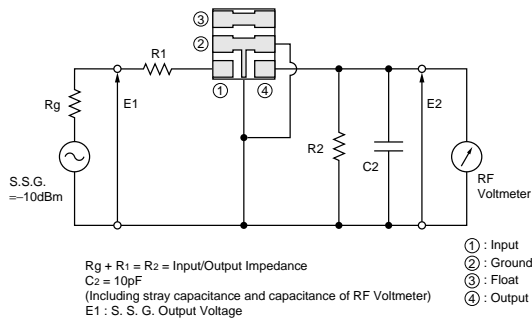 ③
②
R1
①
④
Rg
E1
E2
R2
C2
S.S.G.
=–10dBm
RF
Voltmeter
Rg + R1 = R2 = Input/Output Impedance
C2 = 10pF
(Including stray capacitance and capacitance of RF Voltmeter)
E1 : S. S. G. Output Voltage
① : Input
② : Ground
③ : Float
④ : Output